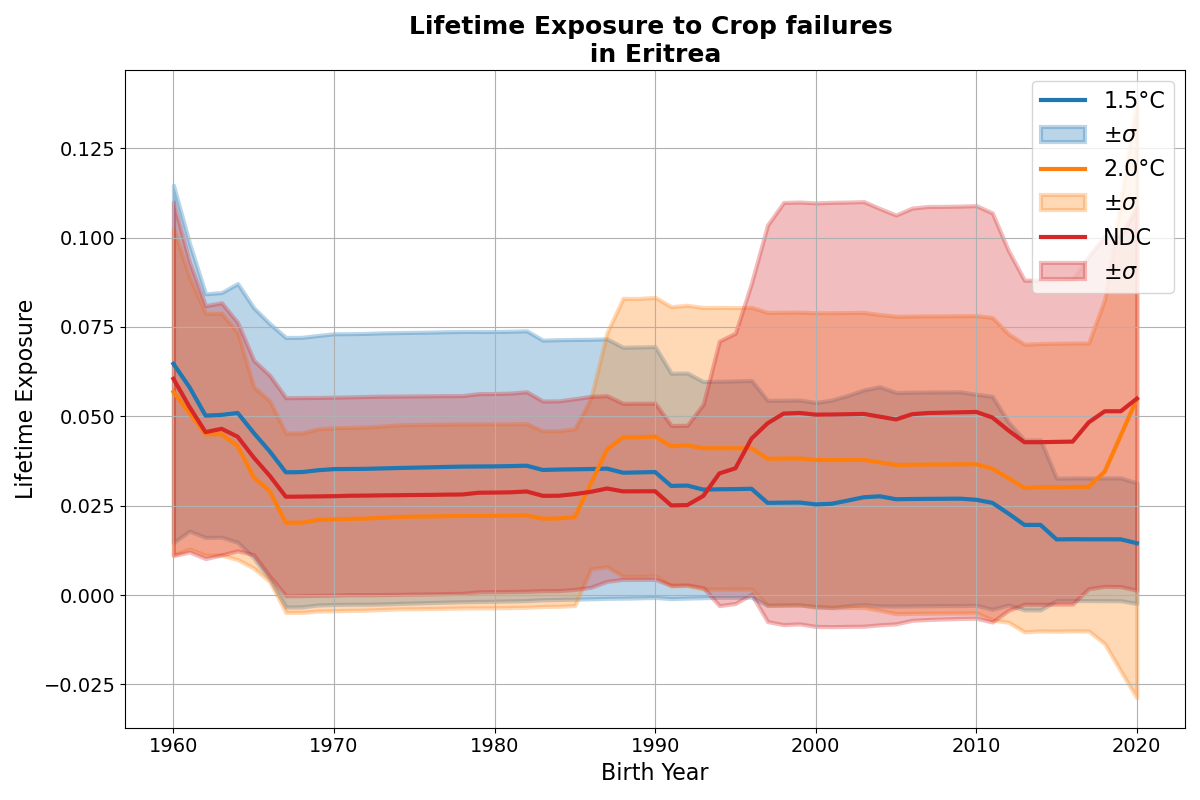 Lifetime Exposure to Crop failures
in Eritrea
1.5°C
±σ
2.0°C
±σ
NDC
±σ
Lifetime Exposure
0.125
0.100
0.075
0.050
0.025
0.000
−0.025
1960 1970 1980 1990 2000 2010 2020
Birth Year